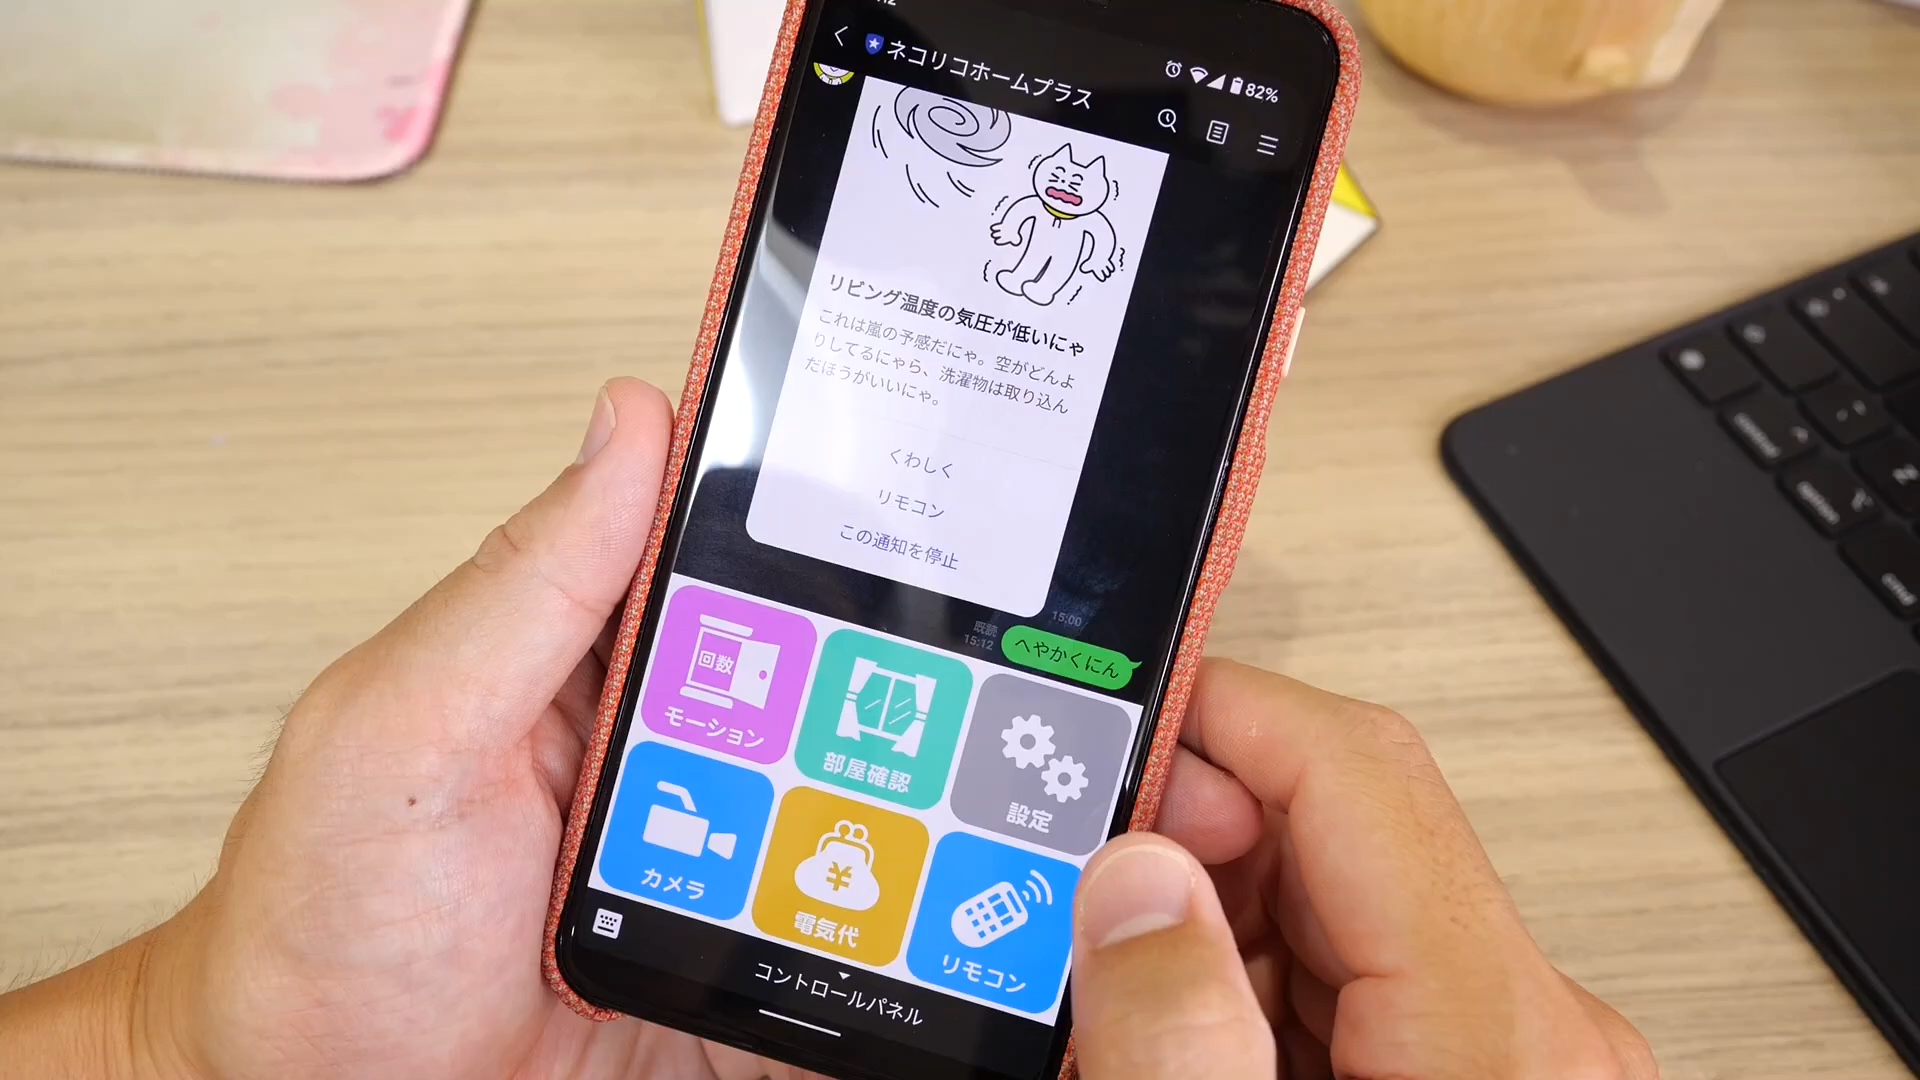 ネコリコホームプラス
82%
リビング温度の気圧が低いにゃ
これは嵐の予感だにゃ。空がどんよ
りしてるにゃら、洗濯物は取り込ん
だほうがいいにゃ。
くわしく
リモコン
この通知を停止
15:00
既読
15:12
へやかくにん
回数
モーション
部屋確認
設定
カメラ
電気代
リモコン
コントロールパネル
control
option
cmd
Z